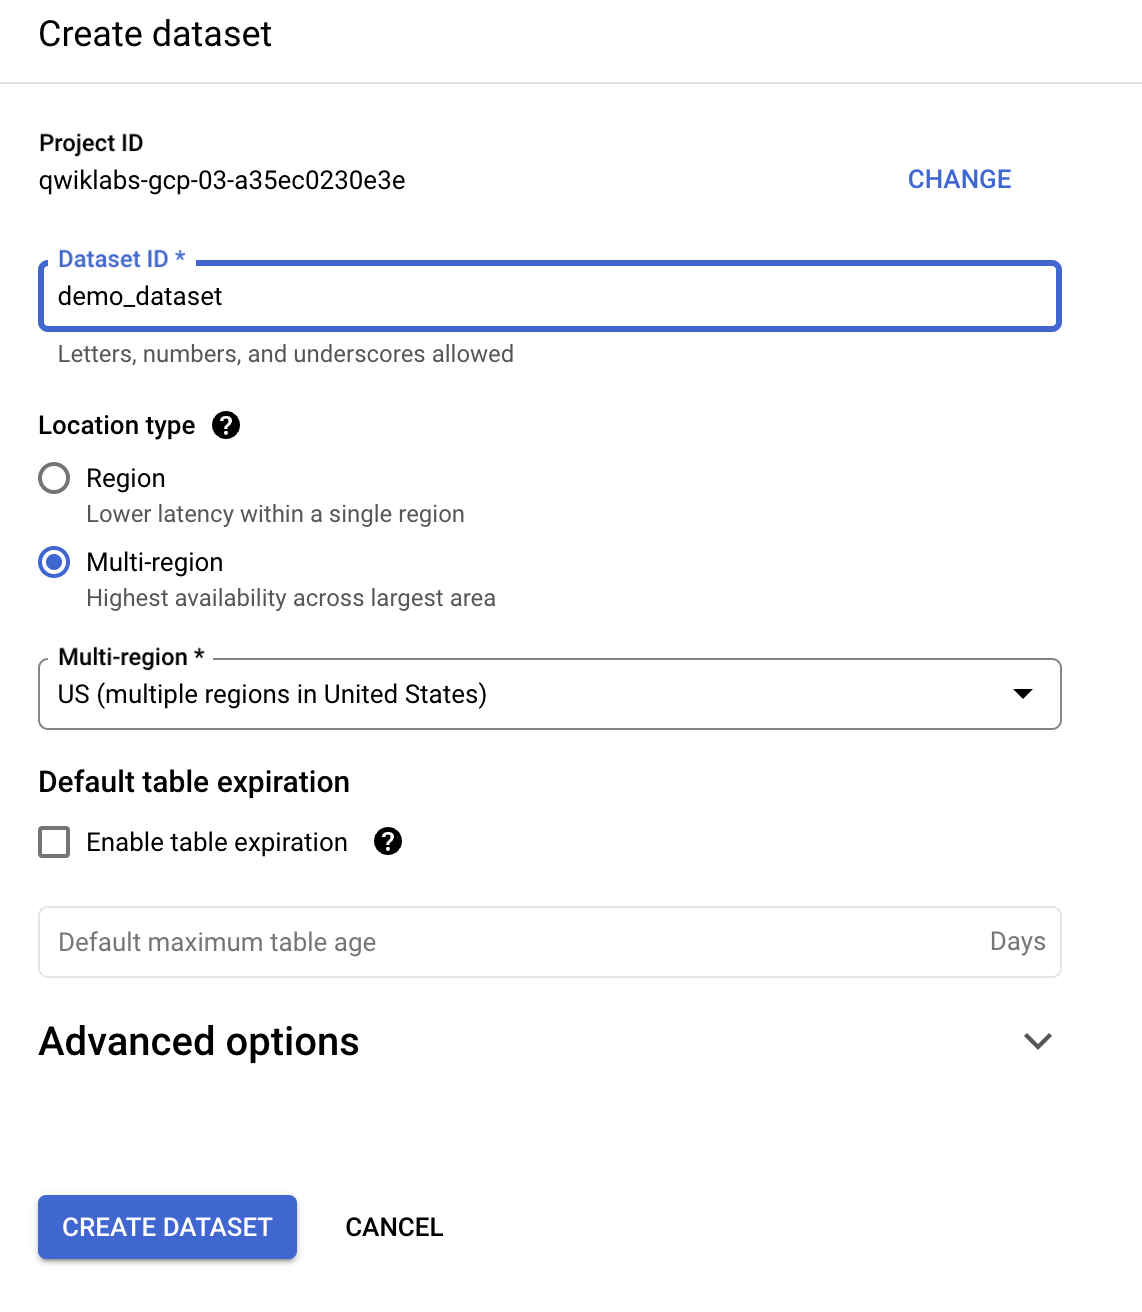 Create dataset
Project ID
qwiklabs-gcp-03-a35ec0230e3e
CHANGE
Dataset ID *
demo_dataset
Letters, numbers, and underscores allowed
Location type ?
Region
Lower latency within a single region
Multi-region
Highest availability across largest area
Multi-region *
US (multiple regions in United States)
Default table expiration
Enable table expiration ?
Default maximum table age Days
Advanced options
CREATE DATASET CANCEL